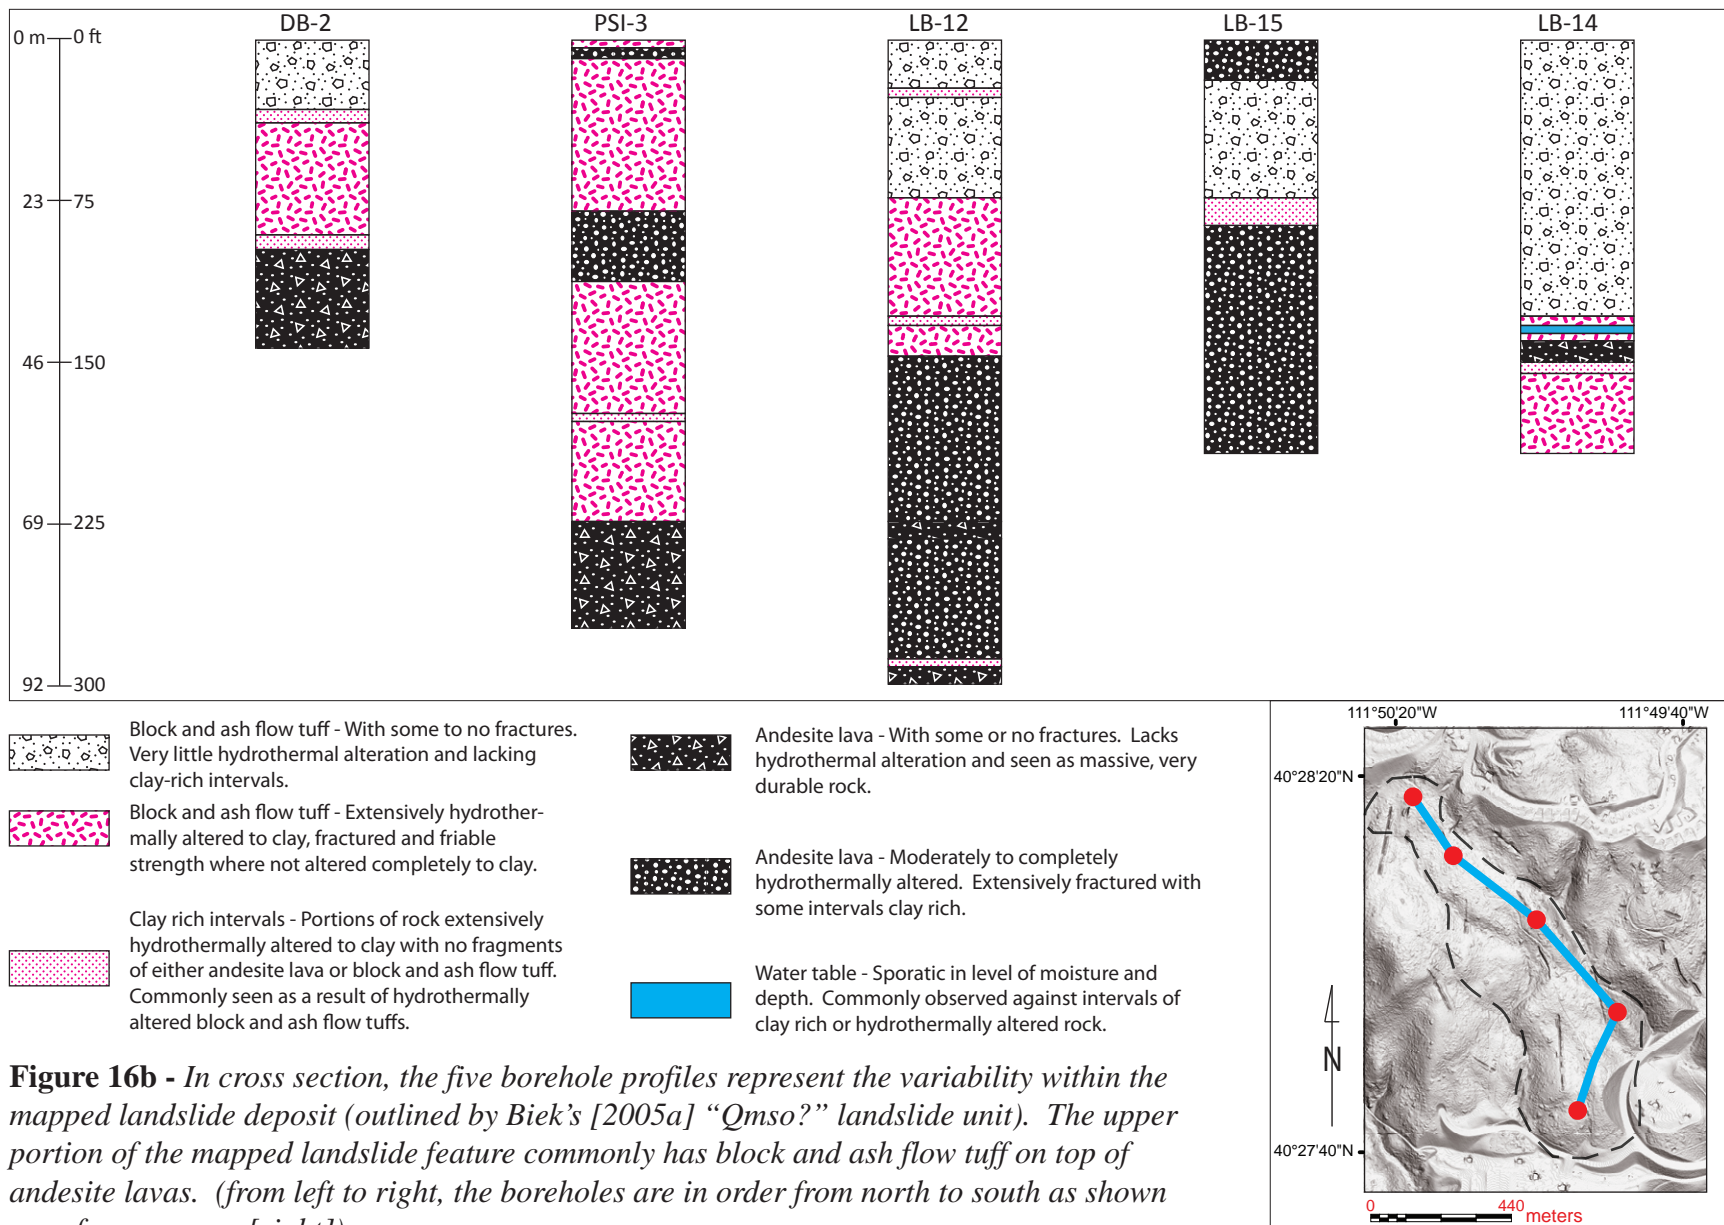 DB-2 PSI-3 LB-12 LB-15 LB-14
0 m 0 ft
23 75
46 150
69 225
92 300
Block and ash flow tuff - With some to no fractures.
Very little hydrothermal alteration and lacking
clay-rich intervals.
Block and ash flow tuff - Extensively hydrother-
mally altered to clay, fractured and friable
strength where not altered completely to clay.
Clay rich intervals - Portions of rock extensively
hydrothermally altered to clay with no fragments
of either andesite lava or block and ash flow tuff.
Commonly seen as a result of hydrothermally
altered block and ash flow tuffs.
Andesite lava - With some or no fractures. Lacks
hydrothermal alteration and seen as massive, very
durable rock.
Andesite lava - Moderately to completely
hydrothermally altered. Extensively fractured with
some intervals clay rich.
Water table - Sporatic in level of moisture and
depth. Commonly observed against intervals of
clay rich or hydrothermally altered rock.
111°50'20"W 111°49'40"W
40°28'20"N
N
40°27'40"N
0 440 meters
Figure 16b - In cross section, the five borehole profiles represent the variability within the
mapped landslide deposit (outlined by Biek's [2005a] “Qmso?” landslide unit). The upper
portion of the mapped landslide feature commonly has block and ash flow tuff on top of
andesite lavas. (from left to right, the boreholes are in order from north to south as shown